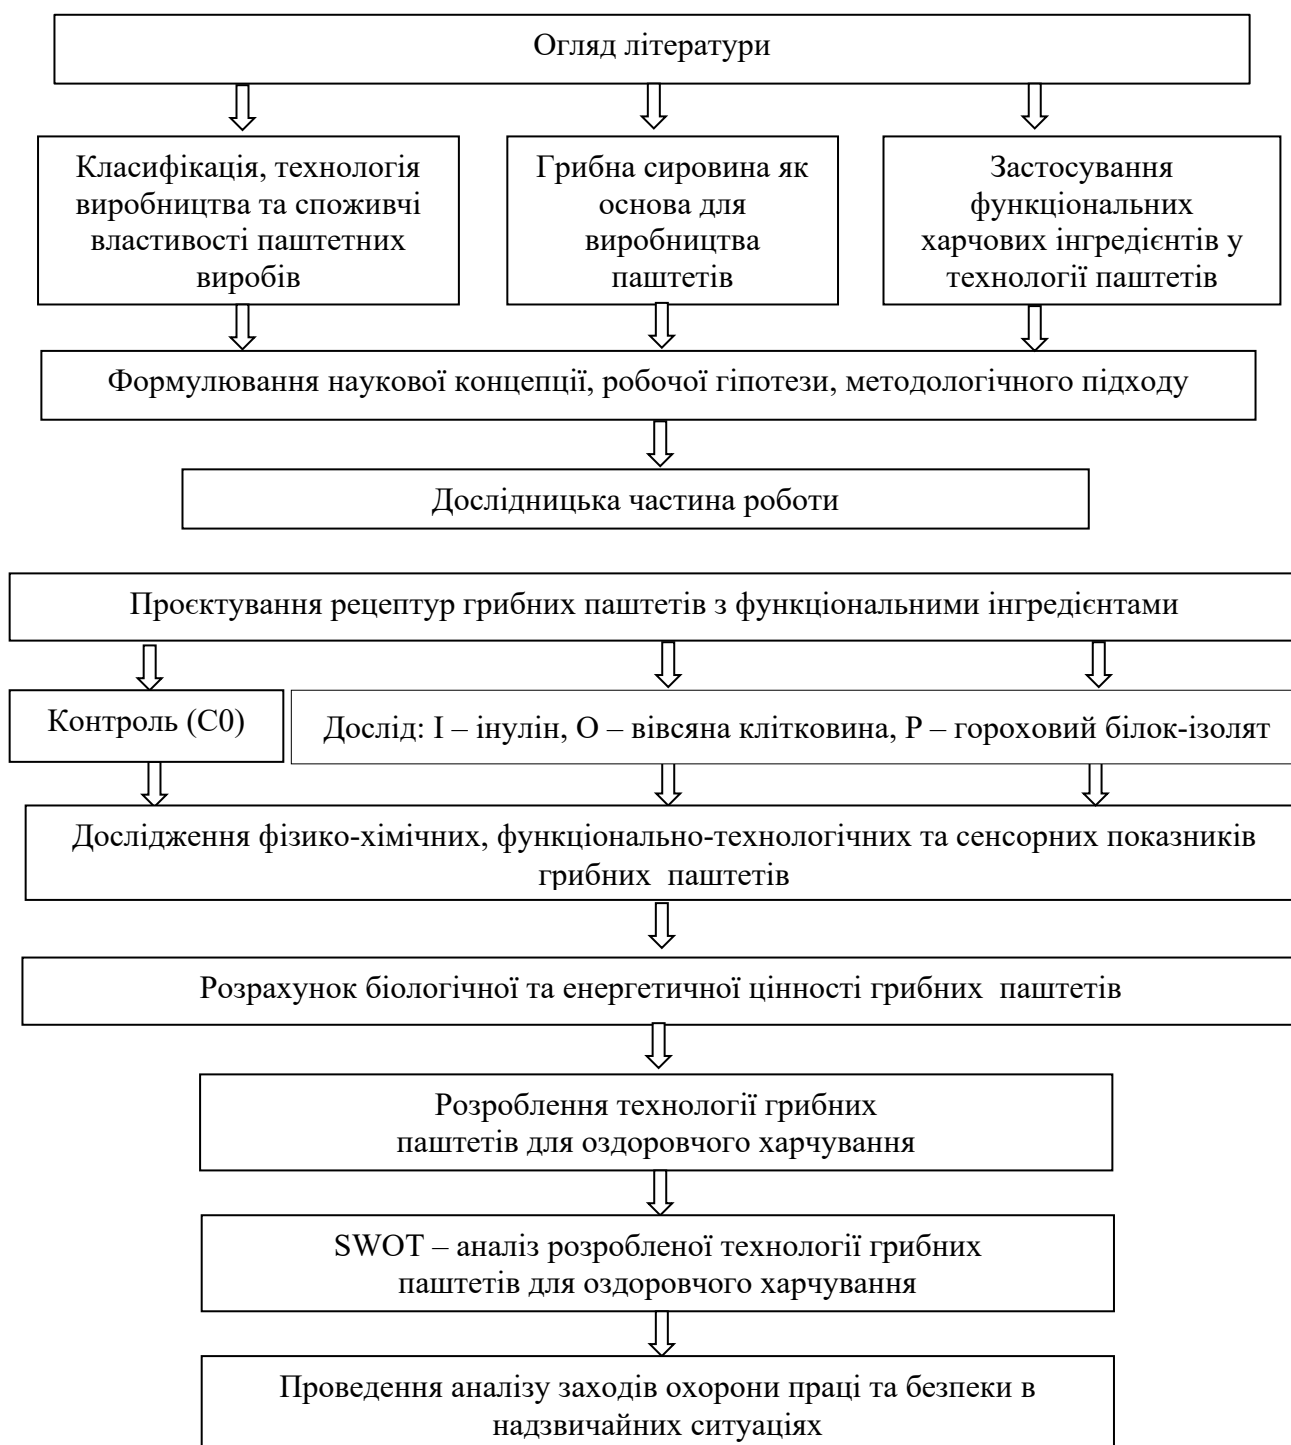 Огляд літератури
Класифікація, технологія
виробництва та споживчі
властивості паштетних
виробів
Грибна сировина як
основа для
виробництва
паштетів
Застосування
функціональних
харчових інгредієнтів у
технології паштетів
Формулювання наукової концепції, робочої гіпотези, методологічного підходу
Дослідницька частина роботи
Проєктування рецептур грибних паштетів з функціональними інгредієнтами
Контроль (С0)
Дослід: І – інулін, О – вівсяна клітковина, Р – гороховий білок-ізолят
Дослідження фізико-хімічних, функціонально-технологічних та сенсорних показників
грибних паштетів
Розрахунок біологічної та енергетичної цінності грибних паштетів
Розроблення технології грибних
паштетів для оздоровчого харчування
SWOT – аналіз розробленої технології грибних
паштетів для оздоровчого харчування
Проведення аналізу заходів охорони праці та безпеки в
надзвичайних ситуаціях